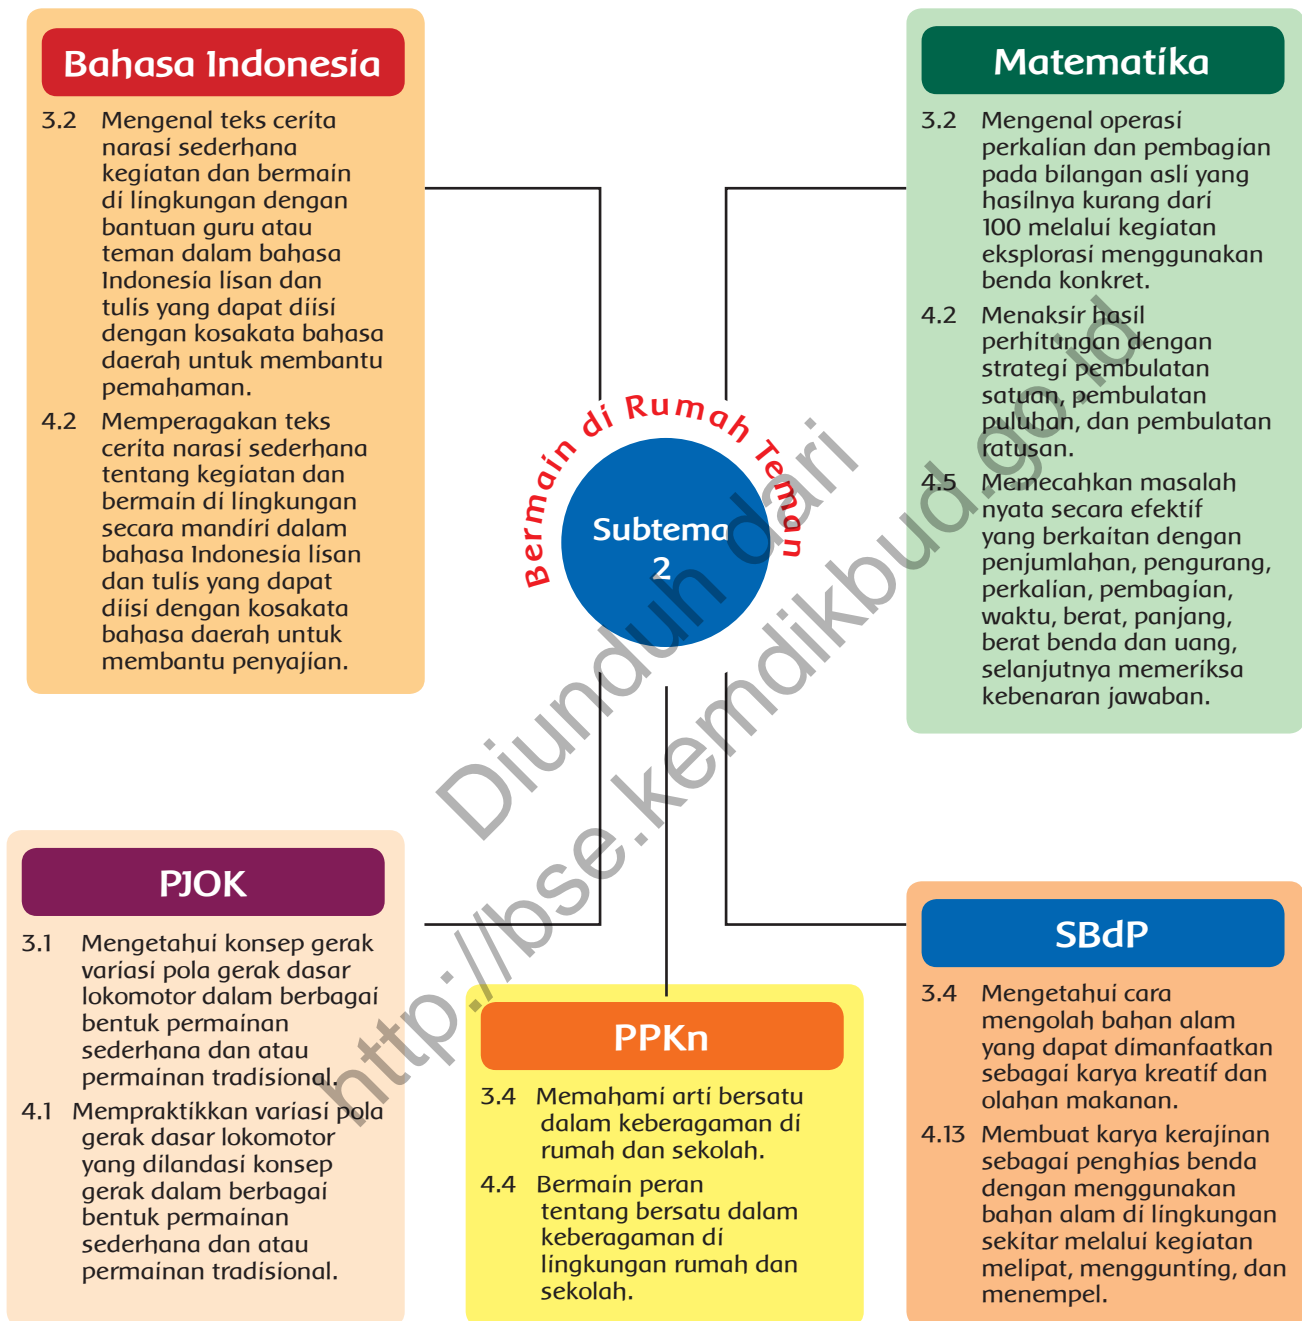 Bahasa Indonesia
3.2 Mengenal teks cerita
narasi sederhana
kegiatan dan bermain
di lingkungan dengan
bantuan guru atau
teman dalam bahasa
Indonesia lisan dan
tulis yang dapat diisi
dengan kosakata bahasa
daerah untuk membantu
pemahaman.
4.2 Memperagakan teks
cerita narasi sederhana
tentang kegiatan dan
bermain di lingkungan
secara mandiri dalam
bahasa Indonesia lisan
dan tulis yang dapat
diisi dengan kosakata
bahasa daerah untuk
membantu penyajian.
Matematika
3.2 Mengenal operasi
perkalian dan pembagian
pada bilangan asli yang
hasilnya kurang dari
100 melalui kegiatan
eksplorasi menggunakan
benda konkret.
4.2 Menaksir hasil
perhitungan dengan
strategi pembulatan
satuan, pembulatan
puluhan, dan pembulatan
ratusan.
4.5 Memecahkan masalah
nyata secara efektif
yang berkaitan dengan
penjumlahan, pengurang,
perkalian, pembagian,
waktu, berat, panjang,
berat benda dan uang,
selanjutnya memeriksa
kebenaran jawaban.
Bermain di Rumah Teman
Subtema
2
PJOK
3.1 Mengetahui konsep gerak
variasi pola gerak dasar
lokomotor dalam berbagai
bentuk permainan
sederhana dan atau
permainan tradisional.
4.1 Mempraktikkan variasi pola
gerak dasar lokomotor
yang dilandasi konsep
gerak dalam berbagai
bentuk permainan
sederhana dan atau
permainan tradisional.
PPKn
3.4 Memahami arti bersatu
dalam keberagaman di
rumah dan sekolah.
4.4 Bermain peran
tentang bersatu dalam
keberagaman di
lingkungan rumah dan
sekolah.
SBdP
3.4 Mengetahui cara
mengolah bahan alam
yang dapat dimanfaatkan
sebagai karya kreatif dan
olahan makanan.
4.13 Membuat karya kerajinan
sebagai penghias benda
dengan menggunakan
bahan alam di lingkungan
sekitar melalui kegiatan
melipat, menggunting, dan
menempel.
Diunduh dari
http://bse.kemdikbud.go.id